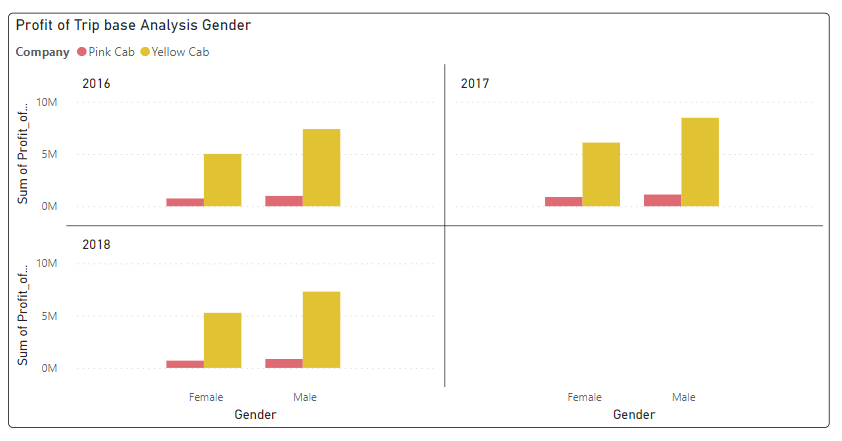 Profit of Trip base Analysis Gender
Company Pink Cab Yellow Cab
2016
2017
Sum of Profit_of...
10M
5M
0M
2018
Sum of Profit_of...
10M
5M
0M
Female Male Female Male
Gender Gender